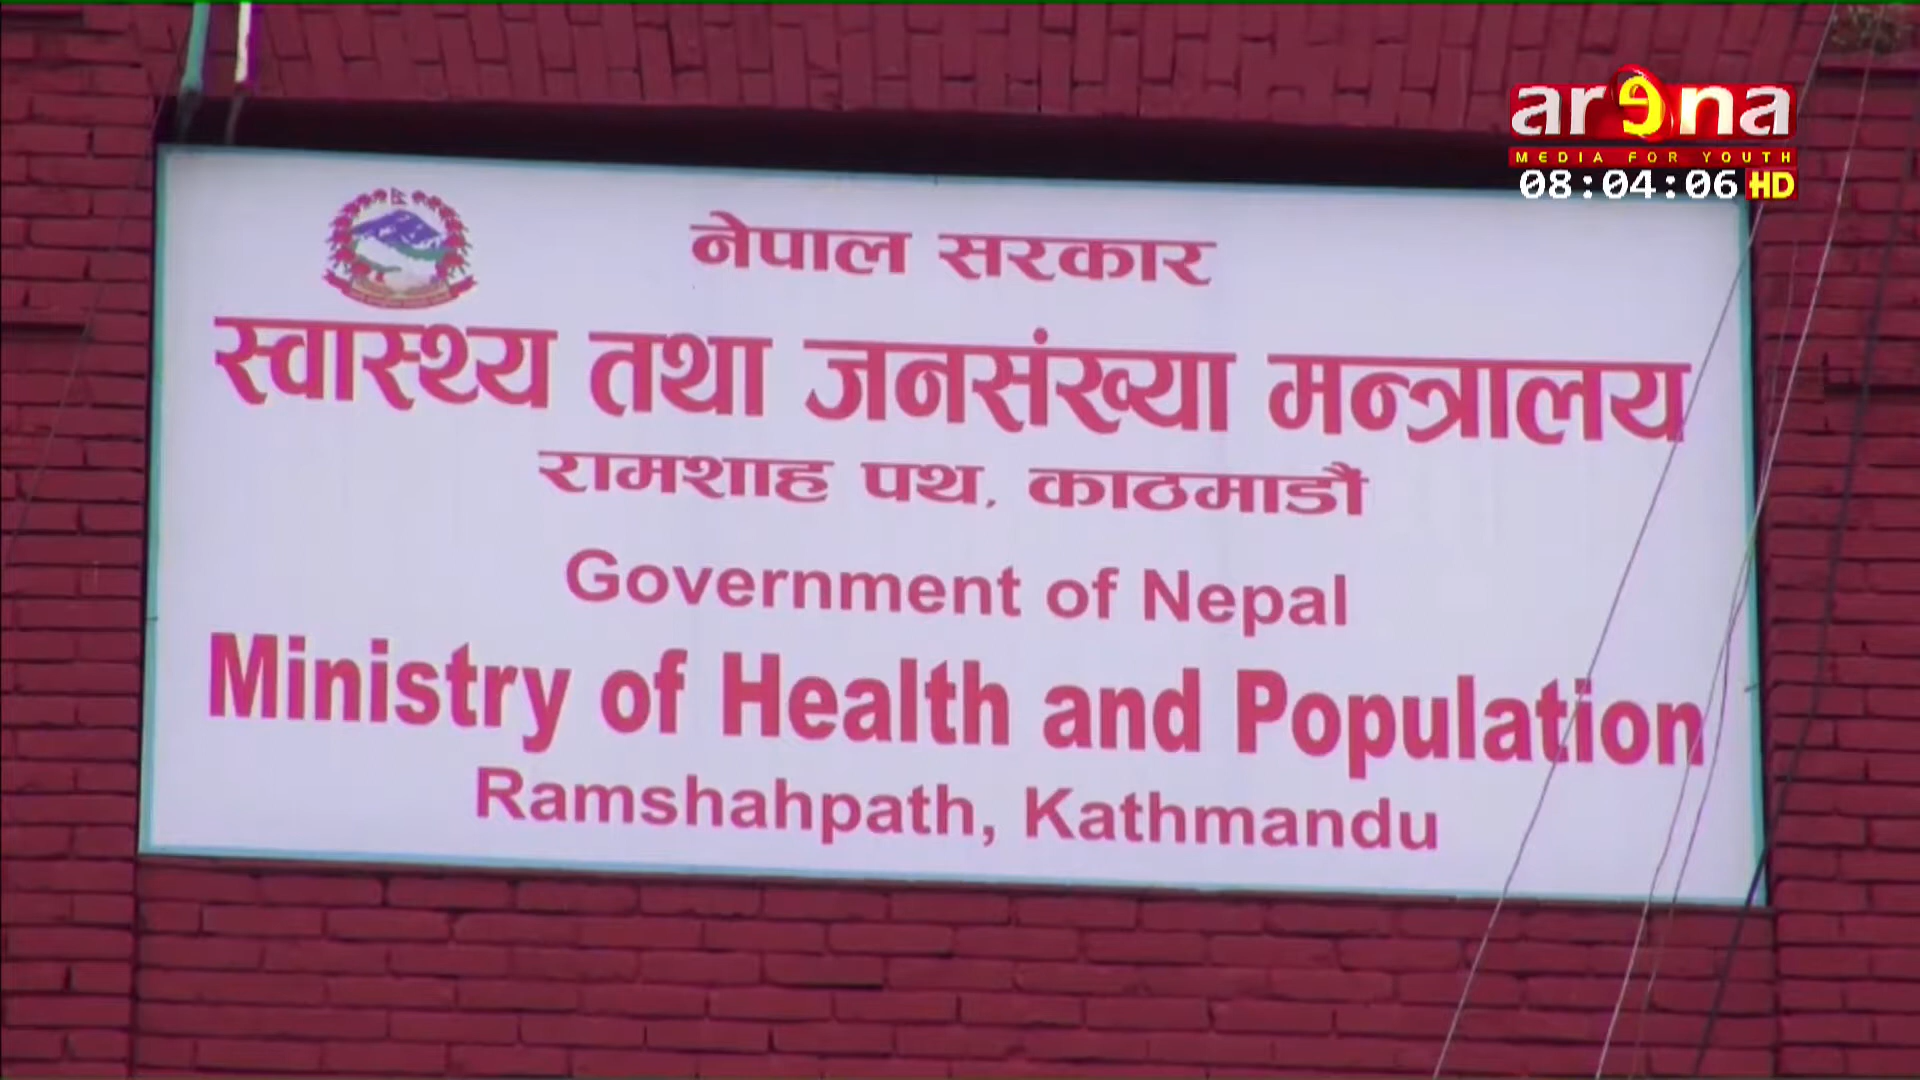 arena
MEDIA FOR YOUTH
08:04:06 HD
नेपाल सरकार
स्वास्थ्य तथा जनसंख्या मन्त्रालय
रामशाह पथ, काठमाडौं
Government of Nepal
Ministry of Health and Population
Ramshahpath, Kathmandu